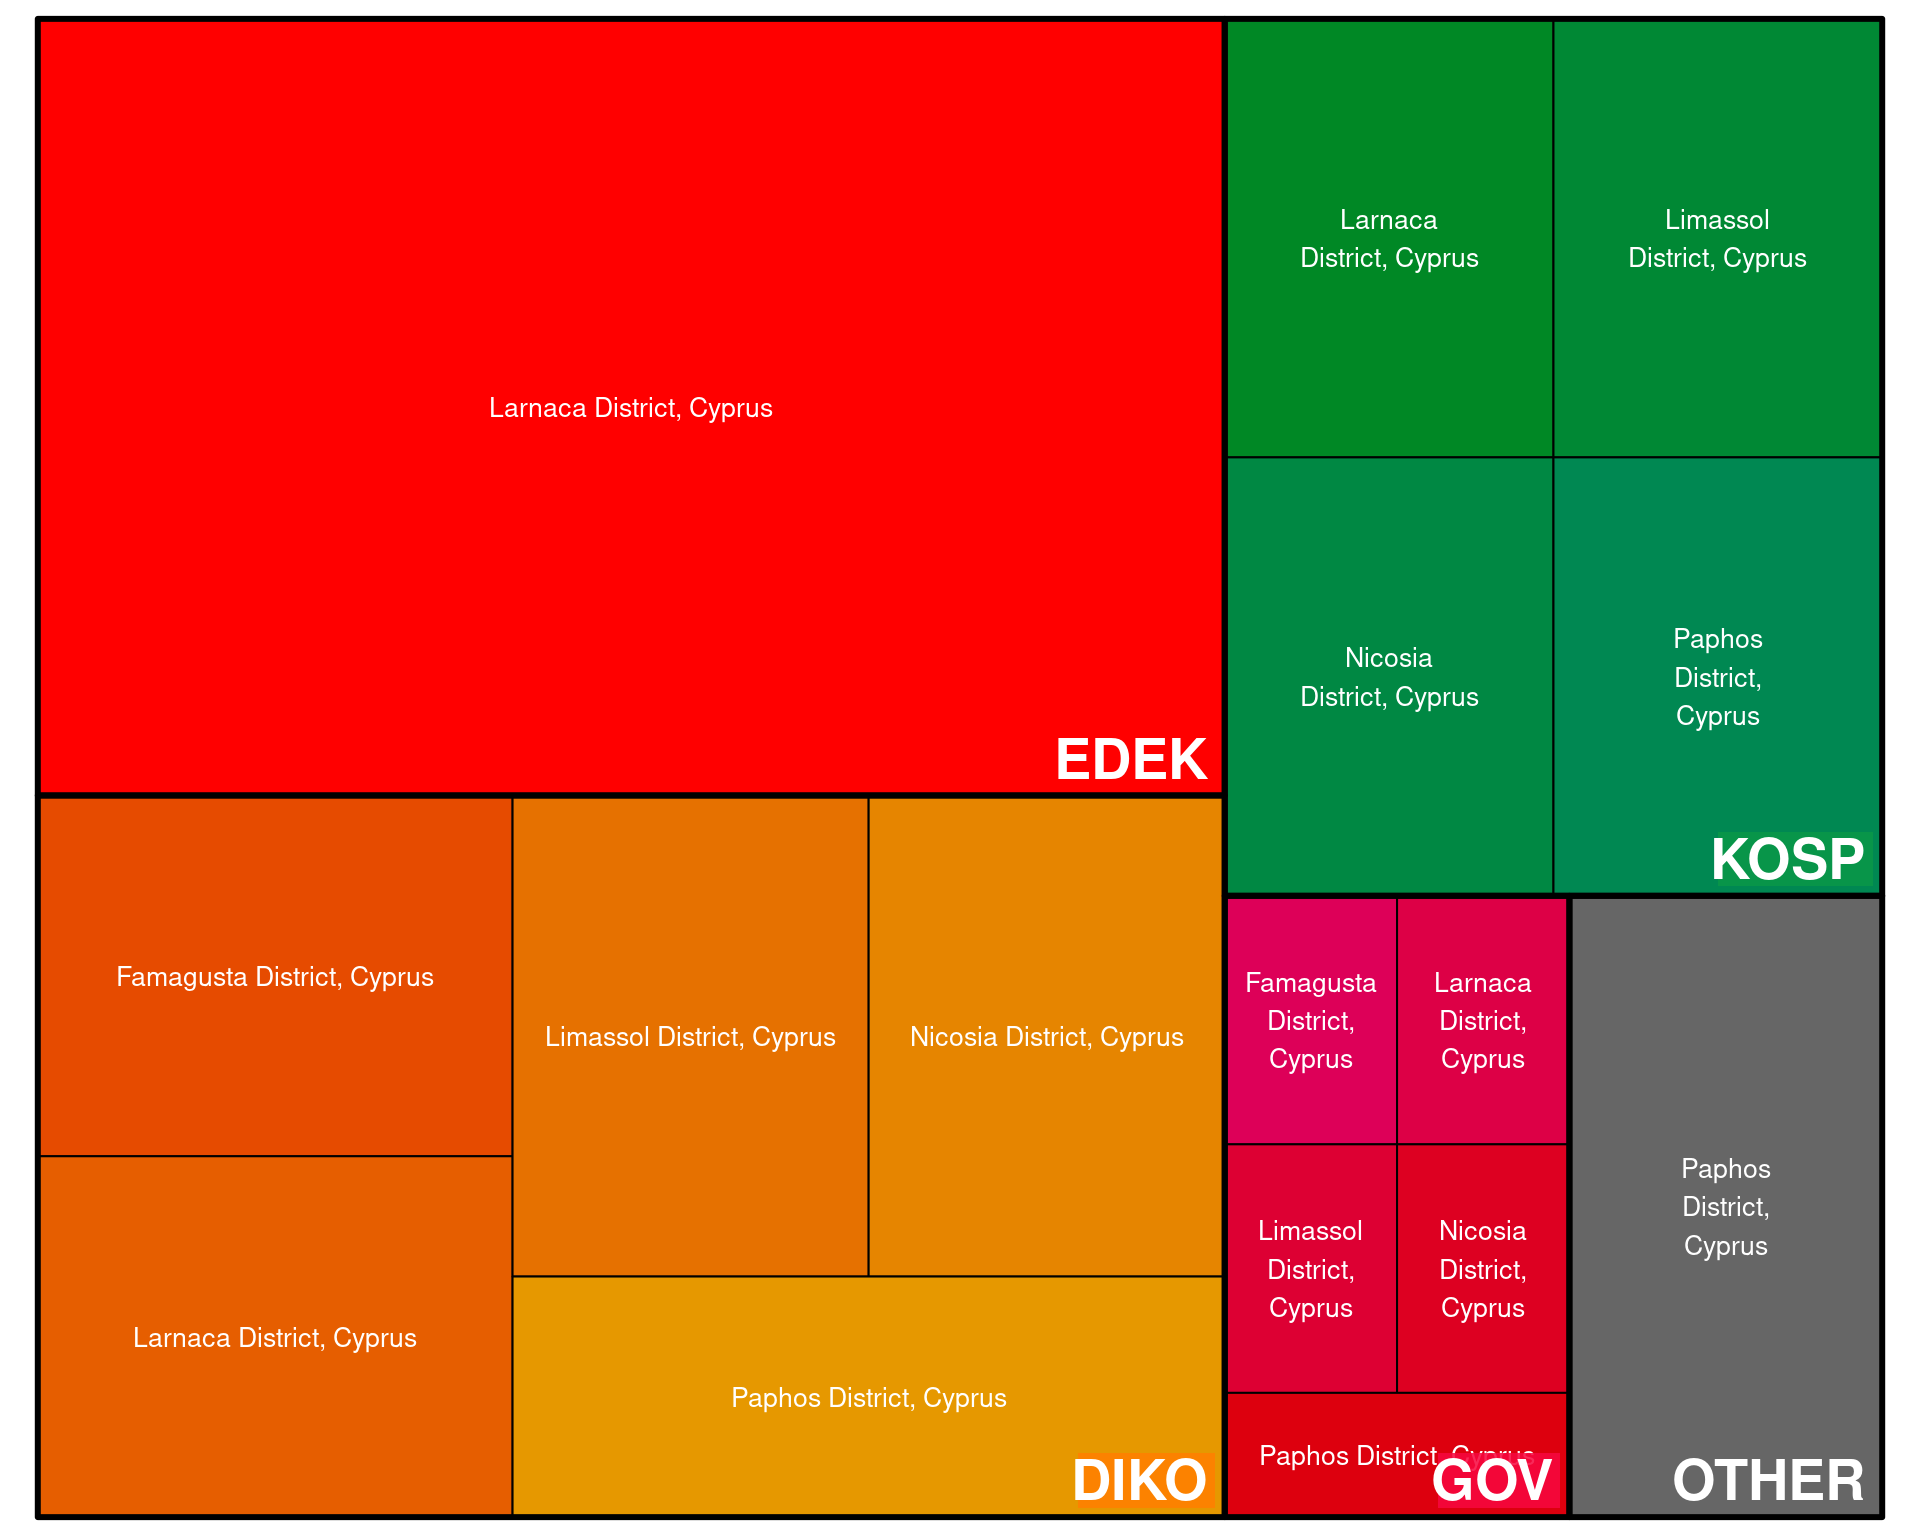 Larnaca District, Cyprus
EDEK
Larnaca
District, Cyprus
Limassol
District, Cyprus
Nicosia
District, Cyprus
Paphos
District,
Cyprus
KOSP
Famagusta District, Cyprus
Larnaca District, Cyprus
Limassol District, Cyprus
Nicosia District, Cyprus
Paphos District, Cyprus
DIKO
Famagusta
District,
Cyprus
Larnaca
District,
Cyprus
Limassol
District,
Cyprus
Nicosia
District,
Cyprus
Paphos District, Cyprus
GOV
Paphos
District,
Cyprus
OTHER